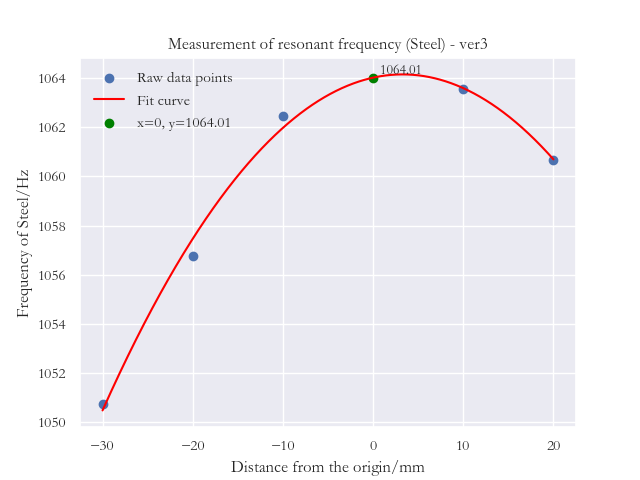 Measurement of resonant frequency (Steel) - ver3
1064.01
Raw data points
Fit curve
x=0, y=1064.01
Frequency of Steel/Hz
1064
1062
1060
1058
1056
1054
1052
1050
−30
−20
−10
0
10
20
Distance from the origin/mm